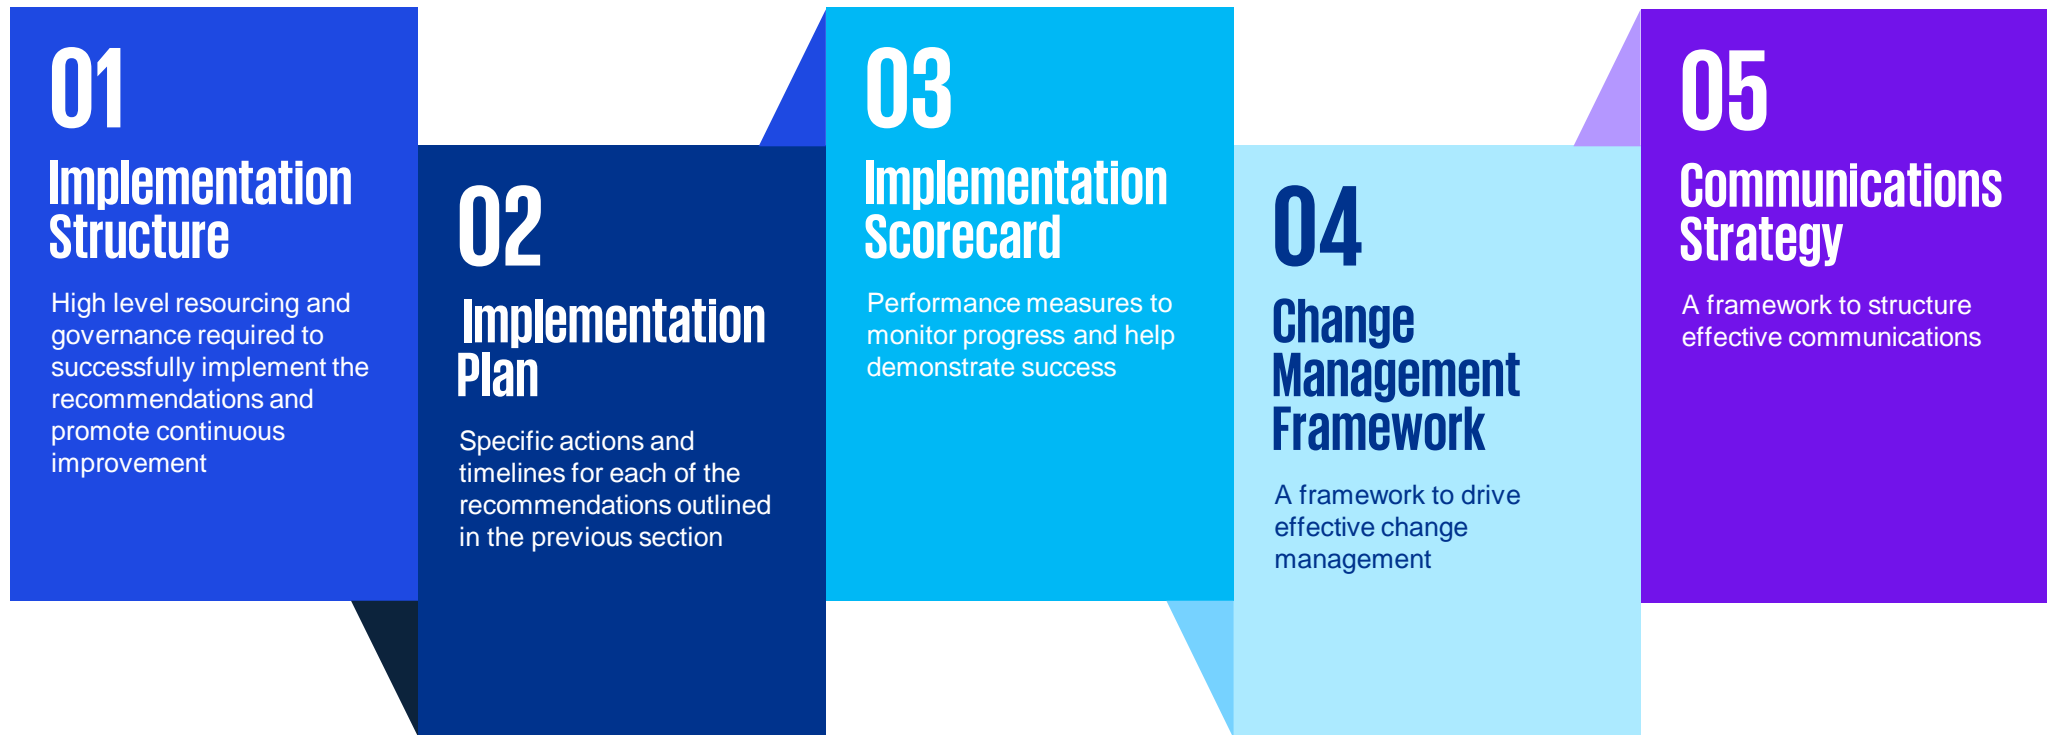 01
Implementation
Structure
High level resourcing and
governance required to
successfully implement the
recommendations and
promote continuous
improvement
02
Implementation
Plan
Specific actions and
timelines for each of the
recommendations outlined
in the previous section
03
Implementation
Scorecard
Performance measures to
monitor progress and help
demonstrate success
04
Change
Management
Framework
A framework to drive
effective change
management
05
Communications
Strategy
A framework to structure
effective communications